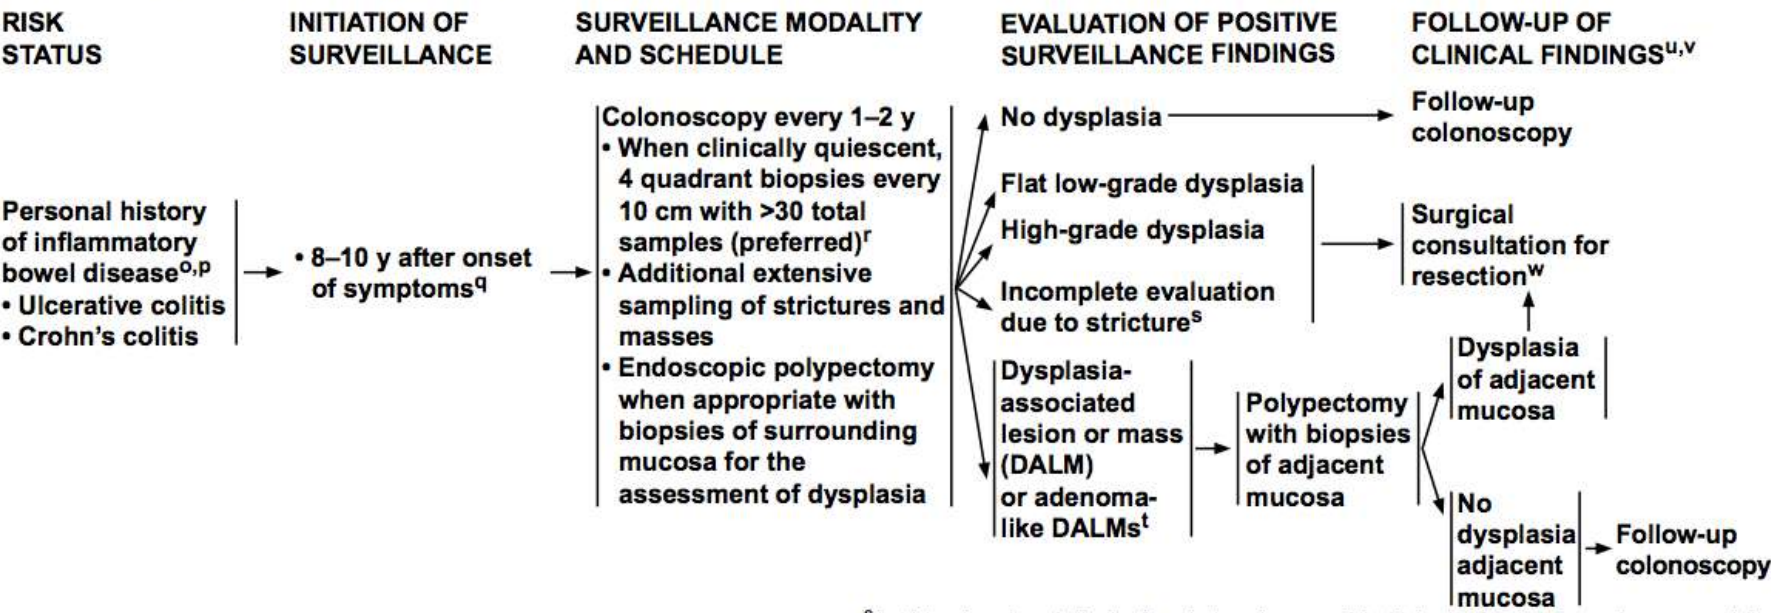 RISK
STATUS
INITIATION OF
SURVEILLANCE
SURVEILLANCE MODALITY
AND SCHEDULE
EVALUATION OF POSITIVE
SURVEILLANCE FINDINGS
FOLLOW-UP OF
CLINICAL FINDINGSu,v
Personal history
of inflammatory
bowel diseaseo,p
• Ulcerative colitis
• Crohn’s colitis
• 8–10 y after onset
of symptomsq
Colonoscopy every 1–2 y
• When clinically quiescent,
4 quadrant biopsies every
10 cm with >30 total
samples (preferred)r
• Additional extensive
sampling of strictures and
masses
• Endoscopic polypectomy
when appropriate with
biopsies of surrounding
mucosa for the
assessment of dysplasia
No dysplasia
Follow-up
colonoscopy
Flat low-grade dysplasia
High-grade dysplasia
Incomplete evaluation
due to strictures
Surgical
consultation for
resectionw
Dysplasia-
associated
lesion or mass
(DALM)
or adenoma-
like DALMst
Polypectomy
with biopsies
of adjacent
mucosa
Dysplasia
of adjacent
mucosa
No
dysplasia
adjacent
mucosa
Follow-up
colonoscopy